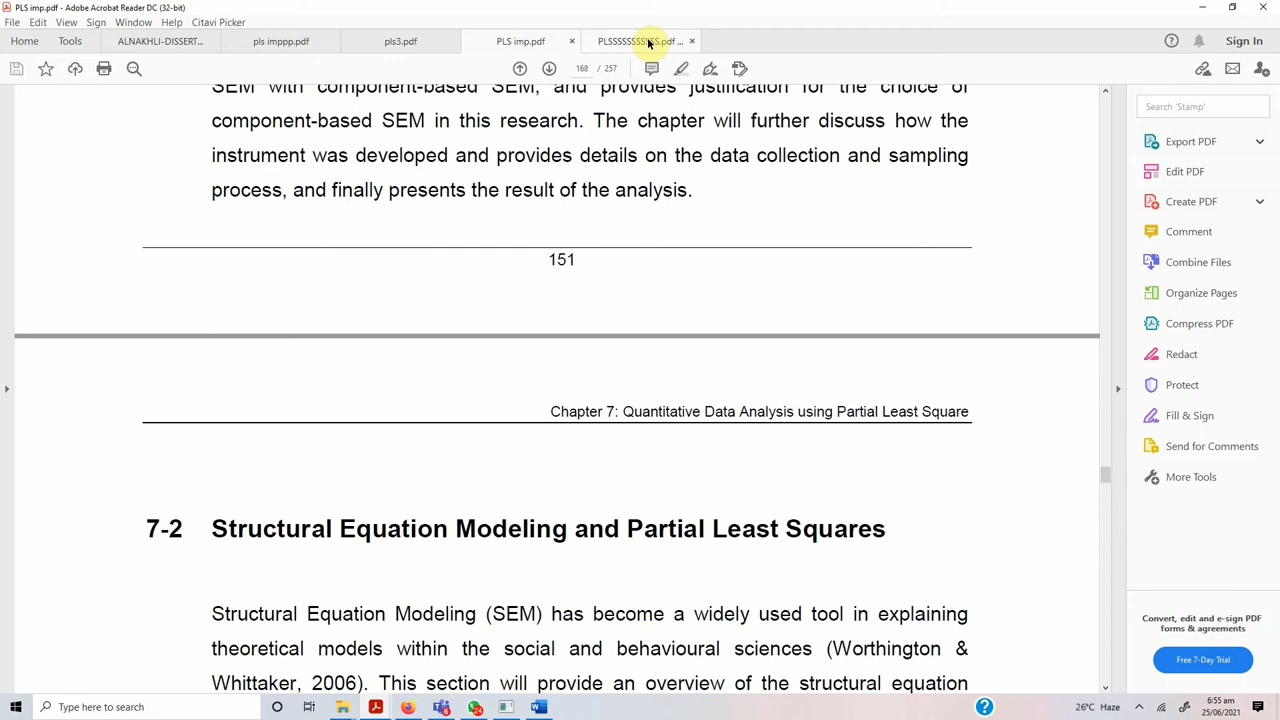 PLS imp.pdf - Adobe Acrobat Reader DC (32-bit)
File Edit View Sign Window Help Citavi Picker
Home Tools ALNAKHLI-DISSERT... pls imppp.pdf pls3.pdf PLS imp.pdf × PLSSSSSSSSSS.pdf ... × Sign In
168 / 257
SEM with component-based SEM, and provides justification for the choice of
component-based SEM in this research. The chapter will further discuss how the
instrument was developed and provides details on the data collection and sampling
process, and finally presents the result of the analysis.
151
Chapter 7: Quantitative Data Analysis using Partial Least Square
7-2 Structural Equation Modeling and Partial Least Squares
Structural Equation Modeling (SEM) has become a widely used tool in explaining
theoretical models within the social and behavioural sciences (Worthington &
Whittaker, 2006). This section will provide an overview of the structural equation
Search 'Stamp'
Export PDF
Edit PDF
Create PDF
Comment
Combine Files
Organize Pages
Compress PDF
Redact
Protect
Fill & Sign
Send for Comments
More Tools
Convert, edit and e-sign PDF
forms & agreements
Free 7-Day Trial
Type here to search
6
24
26°C Haze
6:55 am
25/06/2021